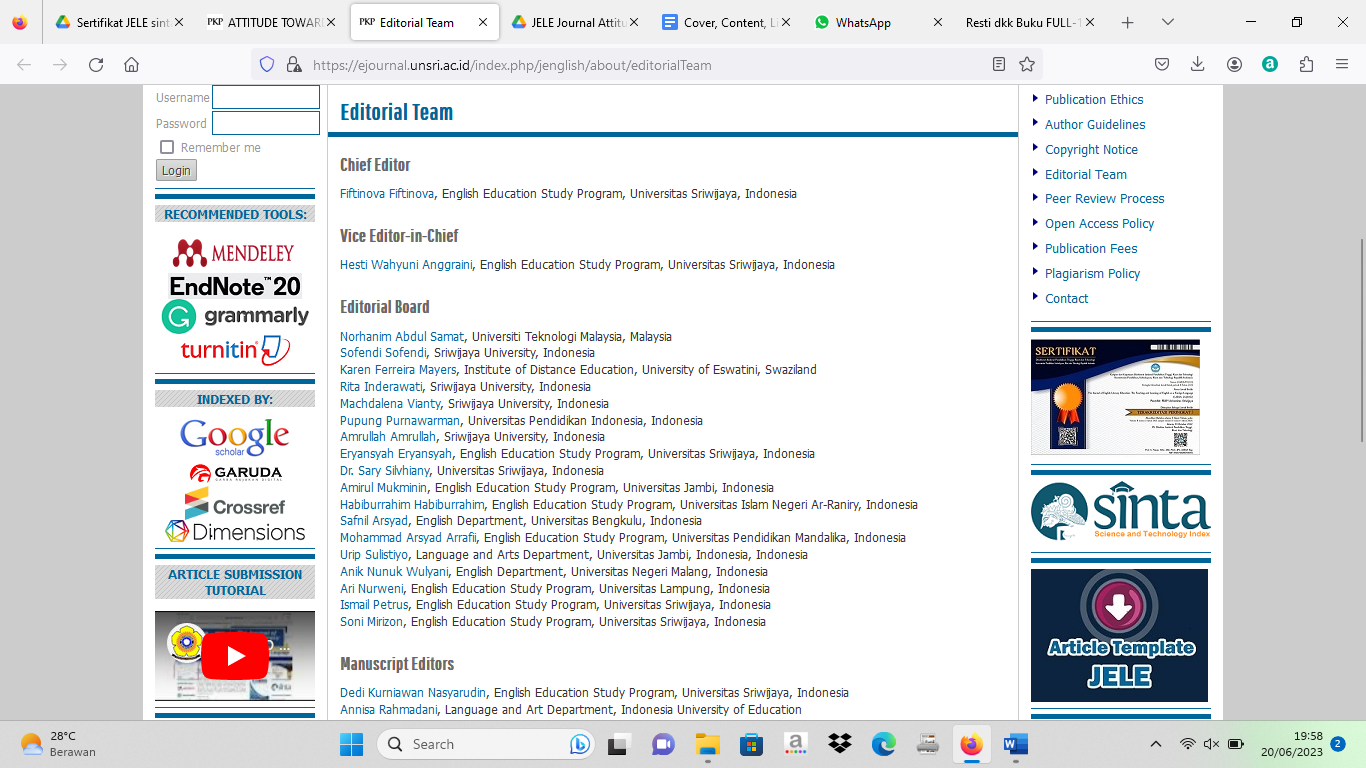 Sertifikat JELE sinta
ATTITUDE TOWARD
Editorial Team
JELE Journal Attitu
Cover, Content, Li
WhatsApp
Resti dkk Buku FULL-1
https://ejournal.unsri.ac.id/index.php/jenglish/about/editorialTeam
Username
Password
Remember me
Login
RECOMMENDED TOOLS:
MENDELEY
EndNote™ 20
grammarly
turnitin
INDEXED BY:
Google
scholar
GARUDA
GARBA RUJUKAN DIGITAL
Crossref
Dimensions
ARTICLE SUBMISSION
TUTORIAL
Editorial Team
Chief Editor
Fiftinova Fiftinova, English Education Study Program, Universitas Sriwijaya, Indonesia
Vice Editor-in-Chief
Hesti Wahyuni Anggraini, English Education Study Program, Universitas Sriwijaya, Indonesia
Editorial Board
Norhanim Abdul Samat, Universiti Teknologi Malaysia, Malaysia
Sofendi Sofendi, Sriwijaya University, Indonesia
Karen Ferreira Mayers, Institute of Distance Education, University of Eswatini, Swaziland
Rita Inderawati, Sriwijaya University, Indonesia
Machdalena Vianty, Sriwijaya University, Indonesia
Pupung Purnawarman, Universitas Pendidikan Indonesia, Indonesia
Amrullah Amrullah, Sriwijaya University, Indonesia
Eryansyah Eryansyah, English Education Study Program, Universitas Sriwijaya, Indonesia
Dr. Sary Silvhiany, Universitas Sriwijaya, Indonesia
Amirul Mukminin, English Education Study Program, Universitas Jambi, Indonesia
Habiburrahim Habiburrahim, English Education Study Program, Universitas Islam Negeri Ar-Raniry, Indonesia
Safnil Arsyad, English Department, Universitas Bengkulu, Indonesia
Mohammad Arsyad Arrafii, English Education Study Program, Universitas Pendidikan Mandalika, Indonesia
Urip Sulistiyo, Language and Arts Department, Universitas Jambi, Indonesia, Indonesia
Anik Nunuk Wulyani, English Department, Universitas Negeri Malang, Indonesia
Ari Nurweni, English Education Study Program, Universitas Lampung, Indonesia
Ismail Petrus, English Education Study Program, Universitas Sriwijaya, Indonesia
Soni Mirizon, English Education Study Program, Universitas Sriwijaya, Indonesia
Manuscript Editors
Dedi Kurniawan Nasyarudin, English Education Study Program, Universitas Sriwijaya, Indonesia
Annisa Rahmadani, Language and Art Department, Indonesia University of Education
Publication Ethics
Author Guidelines
Copyright Notice
Editorial Team
Peer Review Process
Open Access Policy
Publication Fees
Plagiarism Policy
Contact
SERTIFIKAT
sinta
Science and Technology Index
Article Template
JELE
28°C
Berawan
Search
19:58
20/06/2023
2